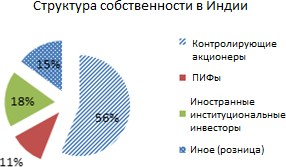 Структура собственности в Индии
15%
18%
11%
56%
Контролирующие
акционеры
ПИФы
Иностранные
институциональные
инвесторы
Иное (розница)